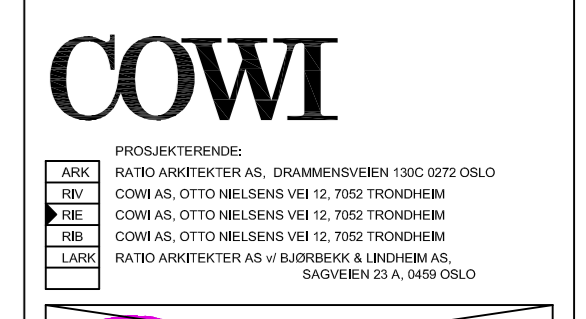 COWI
PROSJEKTERENDE:
ARK RATIO ARKITEKTER AS, DRAMMENSVEIEN 130C 0272 OSLO
RIV COWI AS, OTTO NIELSENS VEI 12, 7052 TRONDHEIM
RIE COWI AS, OTTO NIELSENS VEI 12, 7052 TRONDHEIM
RIB COWI AS, OTTO NIELSENS VEI 12, 7052 TRONDHEIM
LARK RATIO ARKITEKTER AS v/ BJØRBEKK & LINDHEIM AS,
SAGVEIEN 23 A, 0459 OSLO